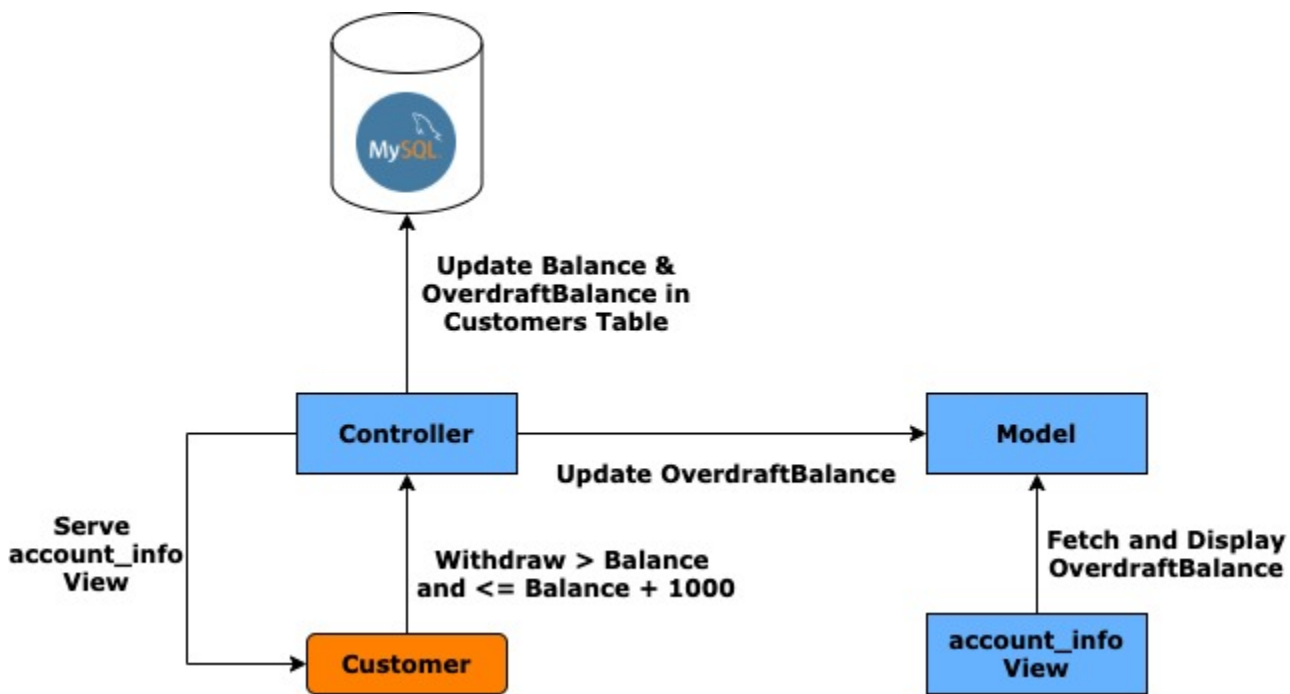 MySQL
Update Balance &
OverdraftBalance in
Customers Table
Controller
Model
Update OverdraftBalance
Serve
account_info
View
Withdraw > Balance
and <= Balance + 1000
Fetch and Display
OverdraftBalance
Customer
account_info
View